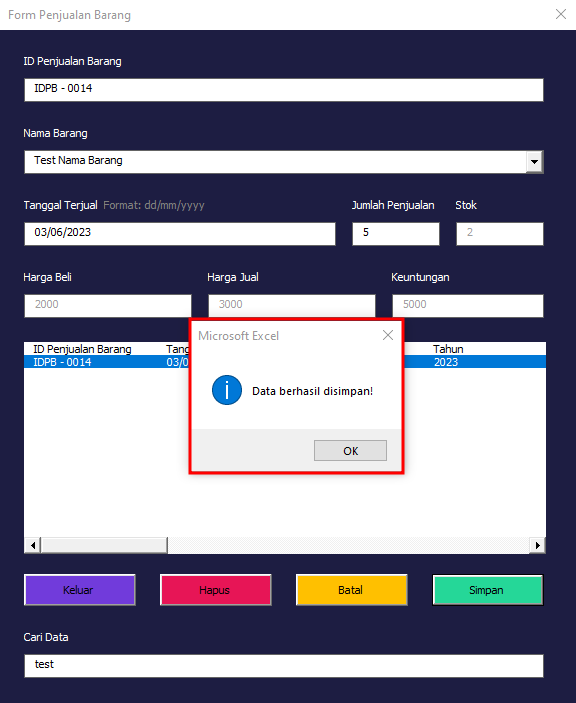 Form Penjualan Barang
ID Penjualan Barang
IDPB - 0014
Nama Barang
Test Nama Barang
Tanggal Terjual Format: dd/mm/yyyy Jumlah Penjualan Stok
03/06/2023 5 2
Harga Beli Harga Jual Keuntungan
2000 3000 5000
Microsoft Excel
Data berhasil disimpan!
OK
ID Penjualan Barang Tang Tahun
IDPB - 0014 03/0 2023
Keluar Hapus Batal Simpan
Cari Data
test